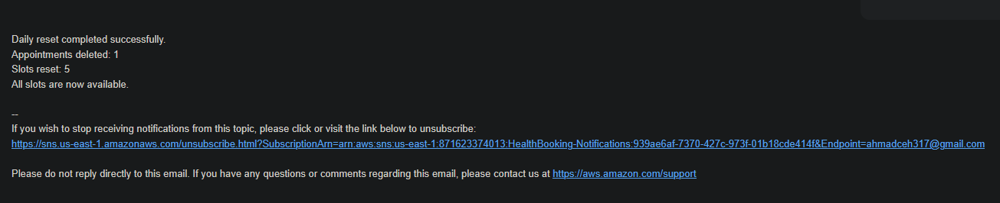 Daily reset completed successfully.
Appointments deleted: 1
Slots reset: 5
All slots are now available.
--
If you wish to stop receiving notifications from this topic, please click or visit the link below to unsubscribe:
https://sns.us-east-1.amazonaws.com/unsubscribe.html?SubscriptionArn=arn:aws:sns:us-east-1:871623374013:HealthBooking-Notifications:939ae6af-7370-427c-973f-01b18cde414f&Endpoint=ahmadceh317@gmail.com
Please do not reply directly to this email. If you have any questions or comments regarding this email, please contact us at https://aws.amazon.com/support